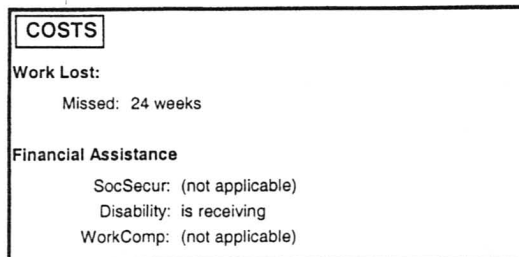 COSTS
Work Lost:
Missed: 24 weeks
Financial Assistance
SocSecur: (not applicable)
Disability: is receiving
WorkComp: (not applicable)